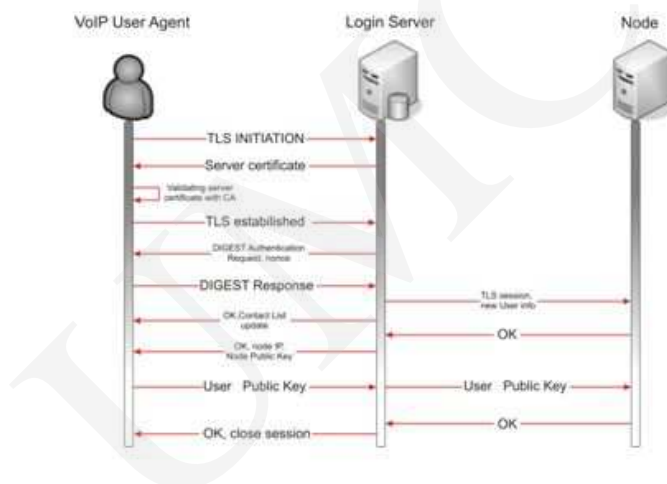 VoIP User Agent
Login Server
Node
TLS INITIATION
Server certificate
Validating server
certificate with CA
TLS estabilished
DIGEST Authentication
Request, nonce
DIGEST Response
TLS session,
new User info
OK,Contact List
update
OK
OK, node IP,
Node Public Key
User Public Key
User Public Key
OK
OK, close session
UMC